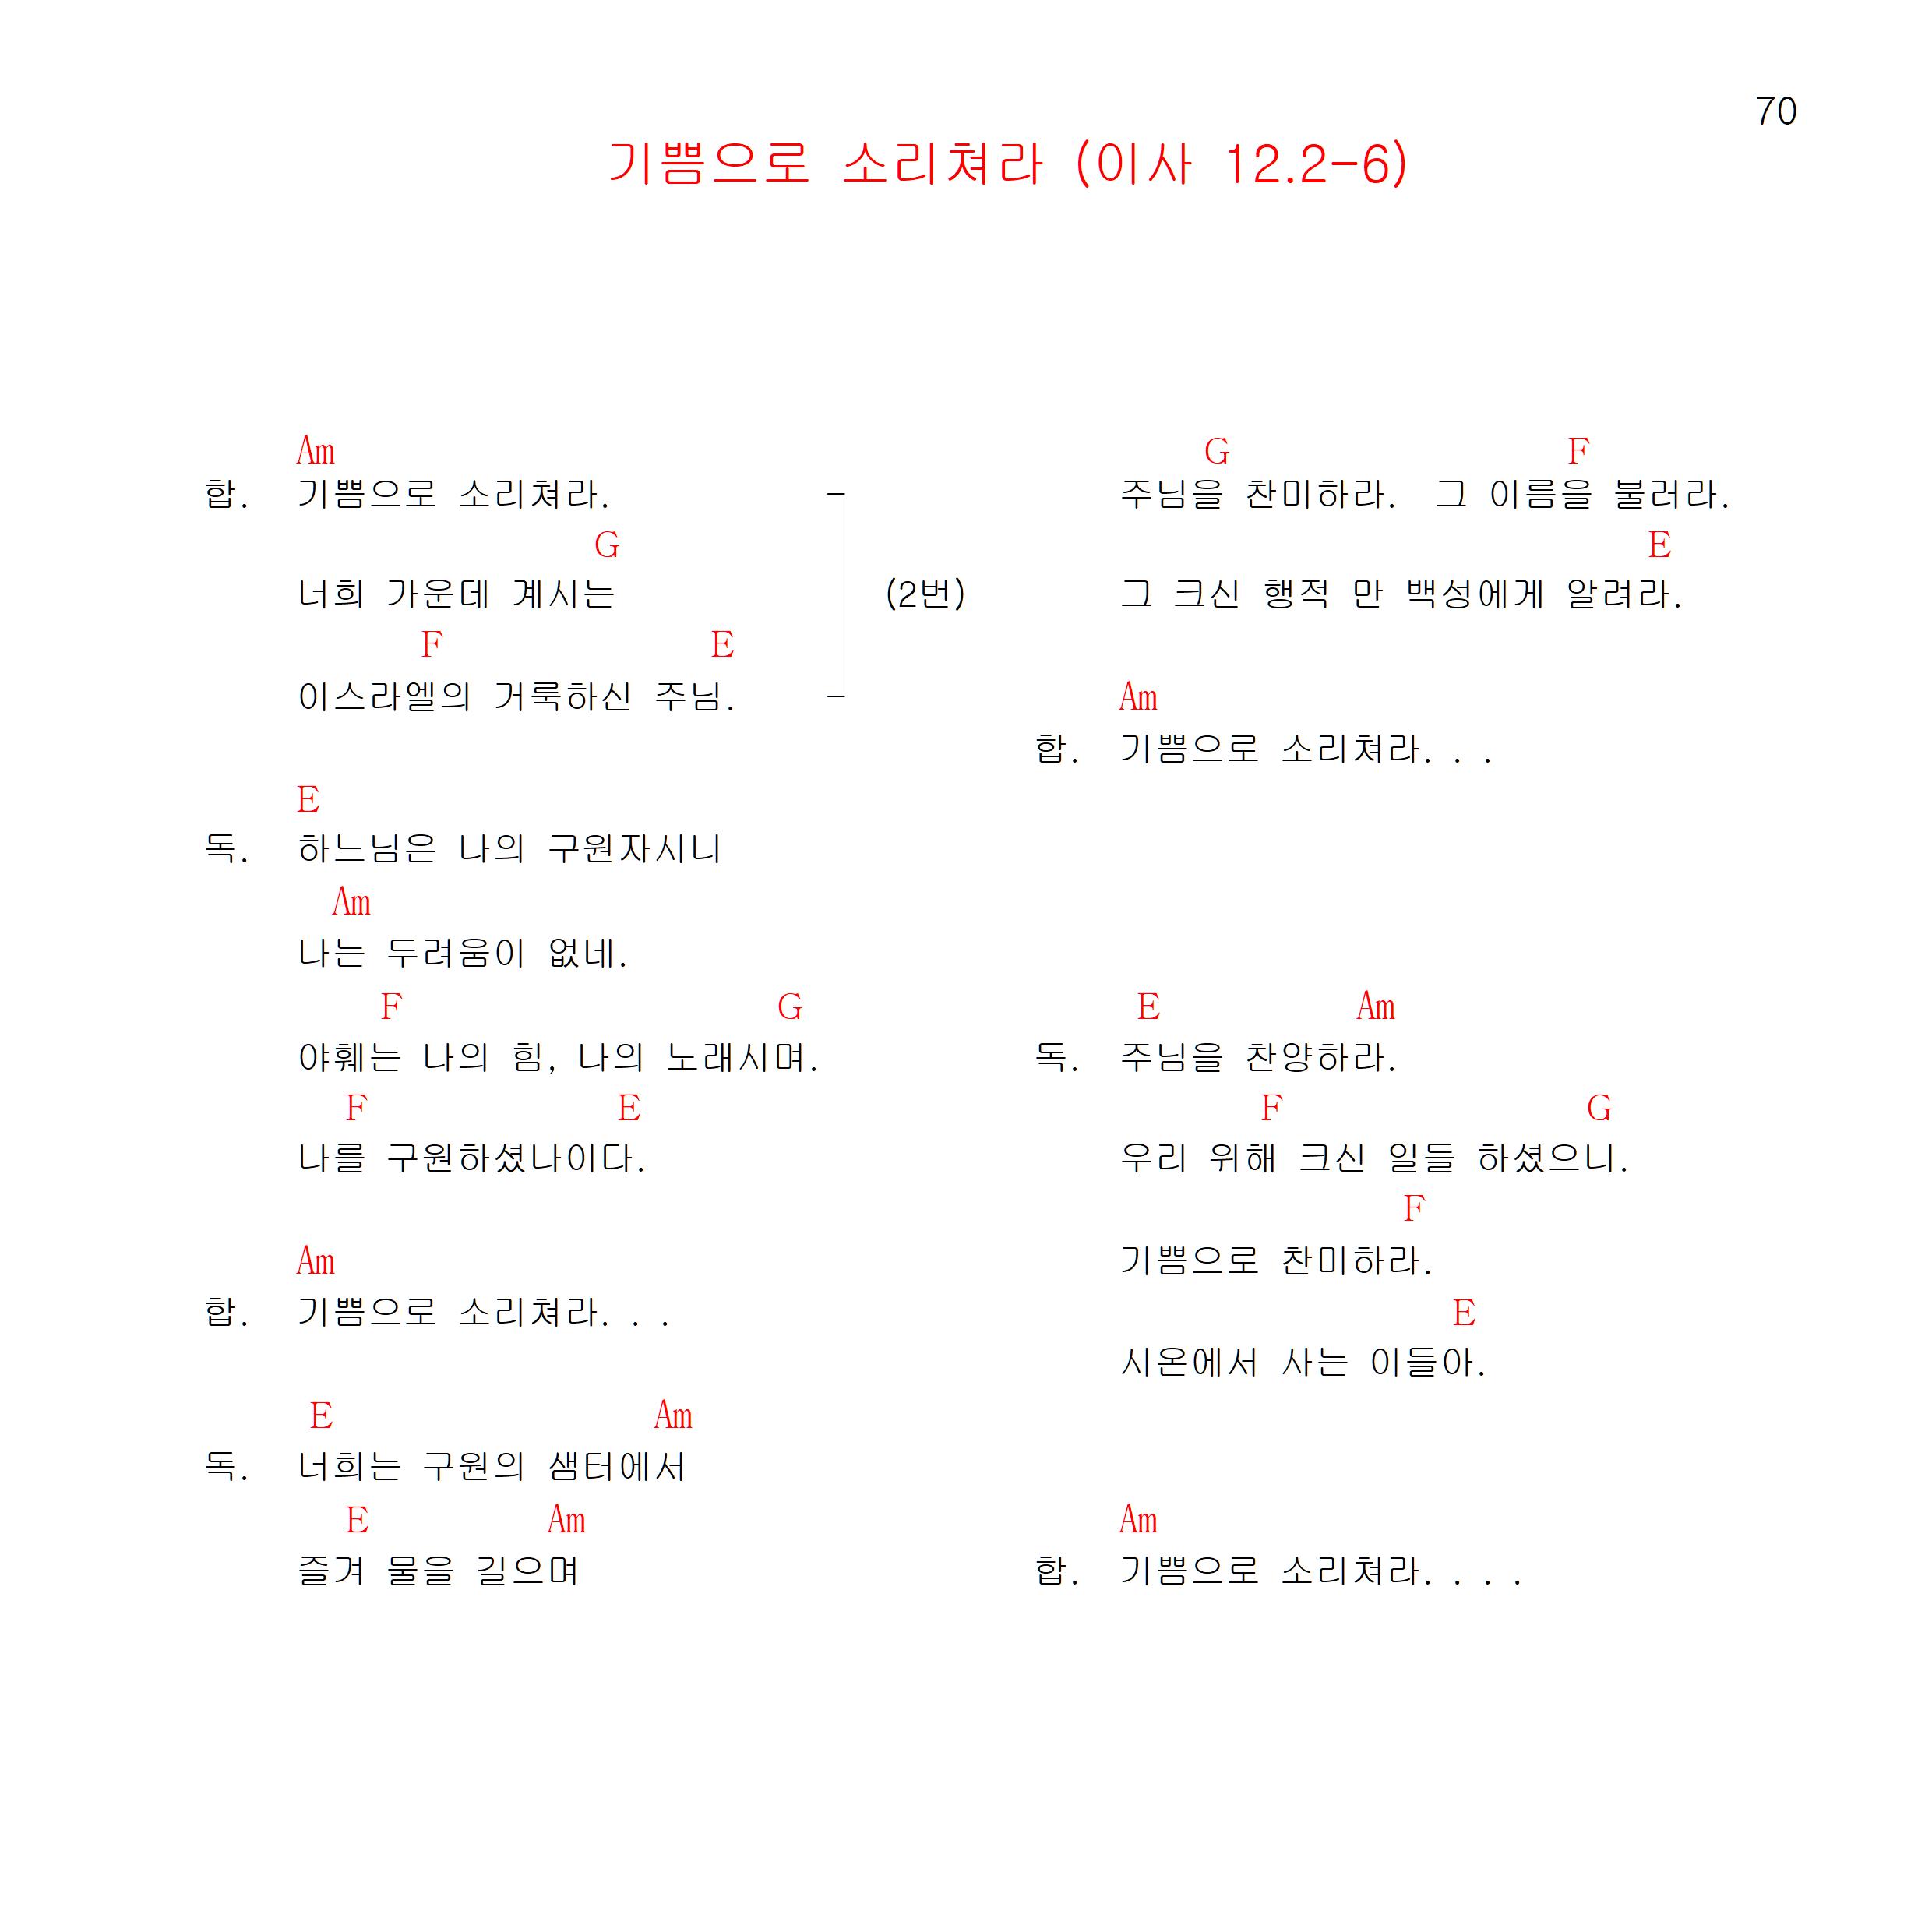 70
기쁨으로 소리쳐라 (이사 12.2-6)
Am
합. 기쁨으로 소리쳐라.
G
너희 가운데 계시는 (2번)
F E
이스라엘의 거룩하신 주님.
E
독. 하느님은 나의 구원자시니
Am
나는 두려움이 없네.
F G
야훼는 나의 힘, 나의 노래시며.
F E
나를 구원하셨나이다.
Am
합. 기쁨으로 소리쳐라. . .
E Am
독. 너희는 구원의 샘터에서
E Am
즐겨 물을 길으며
G F
주님을 찬미하라. 그 이름을 불러라.
E
그 크신 행적 만 백성에게 알려라.
Am
합. 기쁨으로 소리쳐라. . .
E Am
독. 주님을 찬양하라.
F G
우리 위해 크신 일들 하셨으니.
F
기쁨으로 찬미하라.
E
시온에서 사는 이들아.
Am
합. 기쁨으로 소리쳐라. . . .